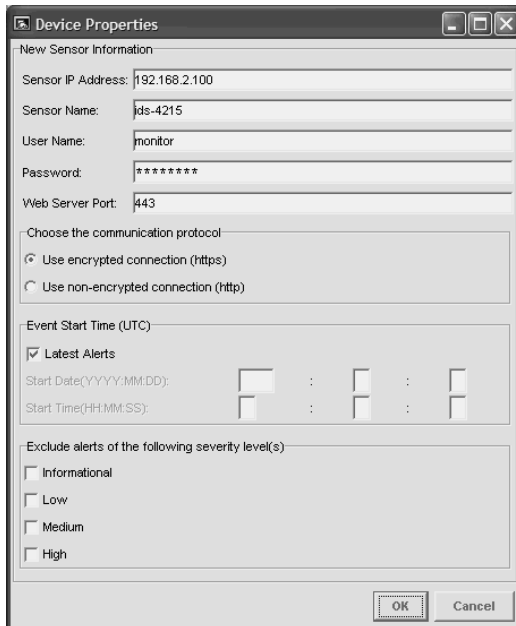 Device Properties
New Sensor Information
Sensor IP Address: 192.168.2.100
Sensor Name: ids-4215
User Name: monitor
Password: ********
Web Server Port: 443
Choose the communication protocol
Use encrypted connection (https)
Use non-encrypted connection (http)
Event Start Time (UTC)
Latest Alerts
Start Date(YYYY:MM:DD): : :
Start Time(HH:MM:SS): : :
Exclude alerts of the following severity level(s)
Informational
Low
Medium
High
OK Cancel